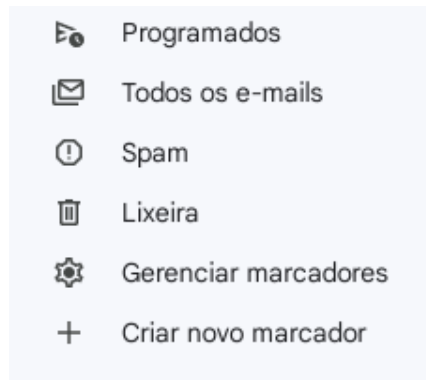 Programados
Todos os e-mails
Spam
Lixeira
Gerenciar marcadores
Criar novo marcador